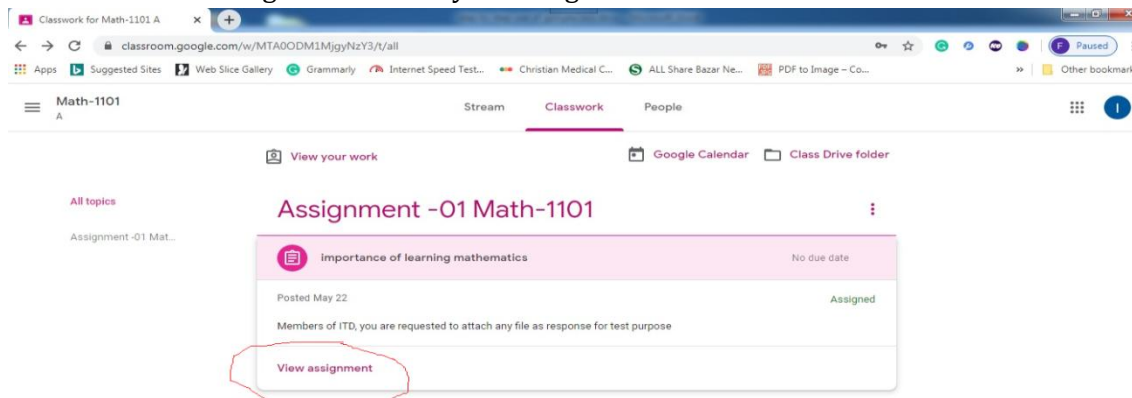 Classwork for Math-1101 A
classroom.google.com/w/MTA0ODM1MjgyNzY3/t/all
Paused
Apps Suggested Sites Web Slice Gallery Grammarly Internet Speed Test... Christian Medical C... ALL Share Bazar Ne... PDF to Image – Co... Other bookmark
Math-1101
A
Stream Classwork People
I
View your work Google Calendar Class Drive folder
All topics
Assignment -01 Mat...
Assignment -01 Math-1101
importance of learning mathematics No due date
Posted May 22 Assigned
Members of ITD, you are requested to attach any file as response for test purpose
View assignment